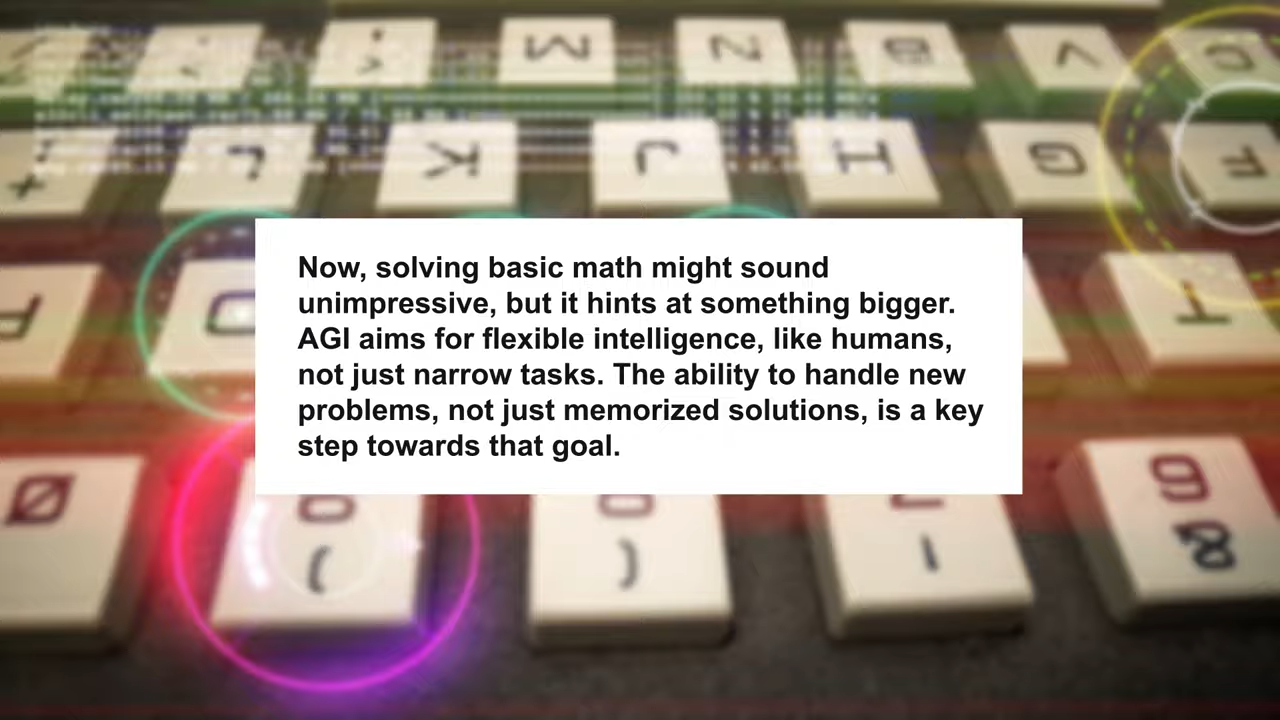 Now, solving basic math might sound
unimpressive, but it hints at something bigger.
AGI aims for flexible intelligence, like humans,
not just narrow tasks. The ability to handle new
problems, not just memorized solutions, is a key
step towards that goal.